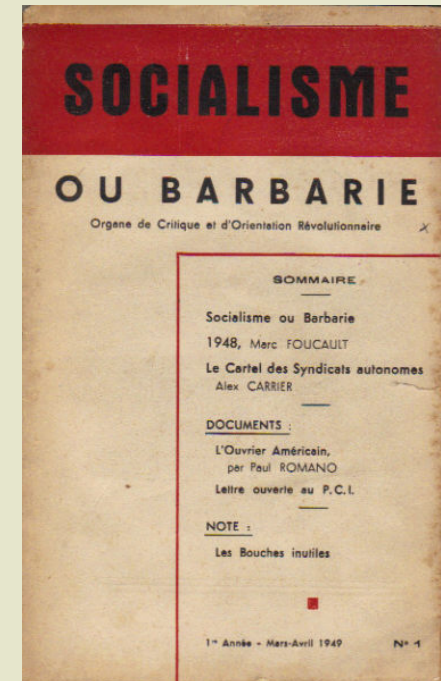 SOCIALISME
OU BARBARIE
Organe de Critique et d'Orientation Révolutionnaire
SOMMAIRE
Socialisme ou Barbarie
1948, Marc FOUCAULT
Le Cartel des Syndicats autonomes
Alex CARRIER
DOCUMENTS :
L'Ouvrier Américain,
par Paul ROMANO
Lettre ouverte au P.C.I.
NOTE :
Les Bouches inutiles
1re Année - Mars-Avril 1949 N° 1